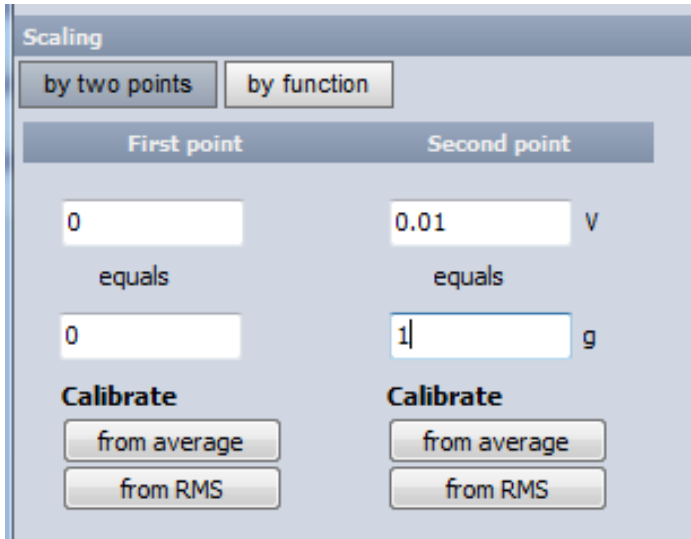 Scaling
by two points by function
First point Second point
0 0.01 V
equals equals
0 1 g
Calibrate Calibrate
from average from average
from RMS from RMS